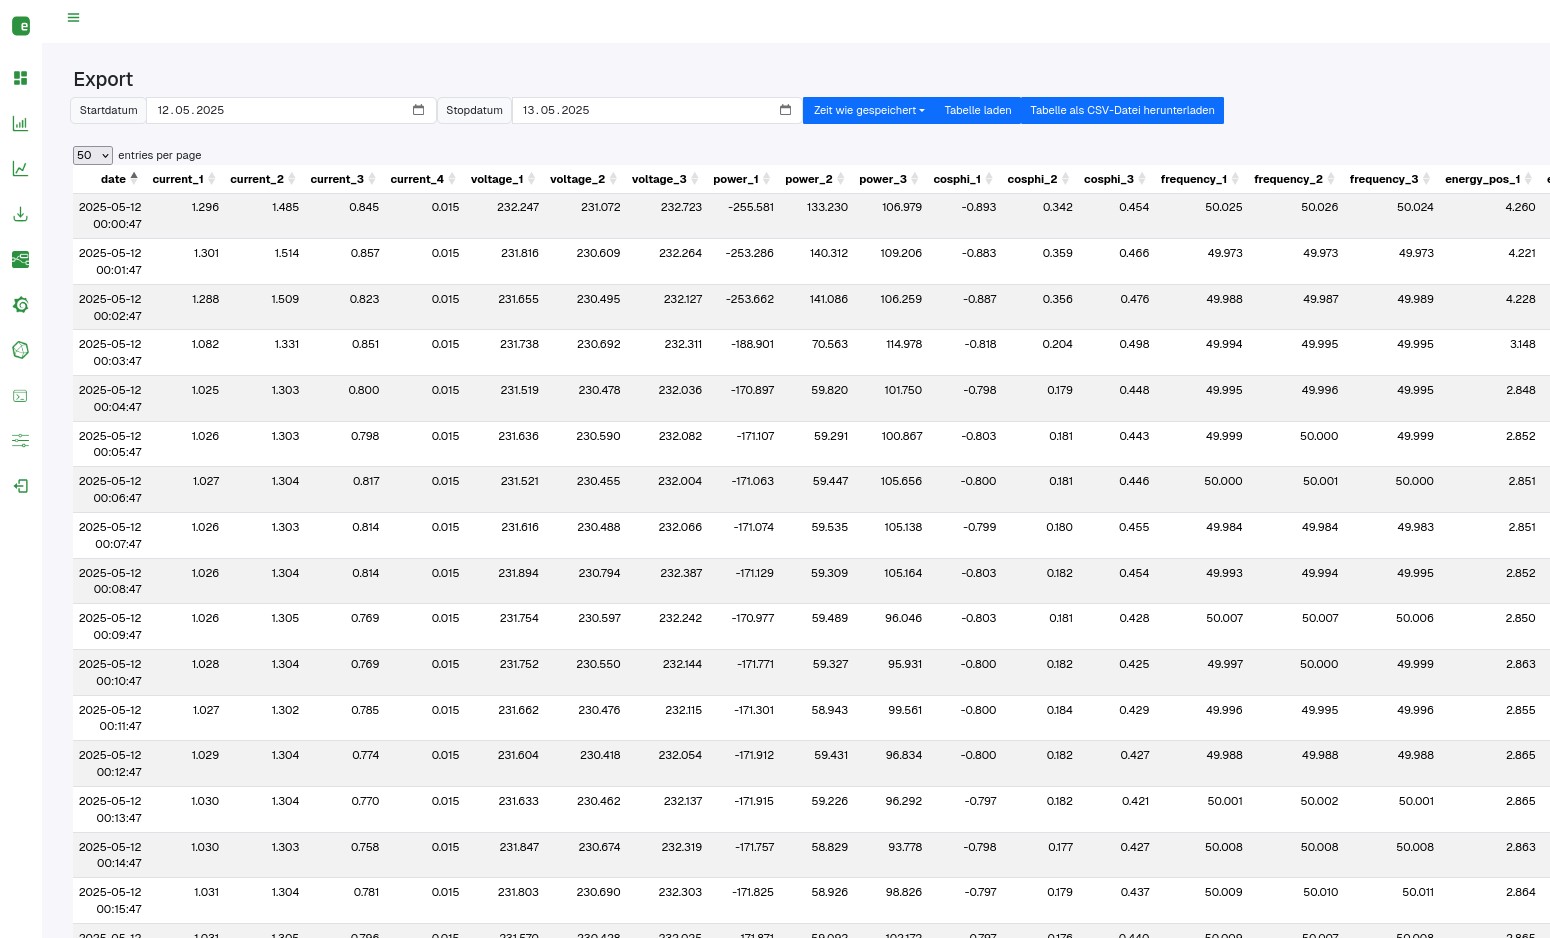 e
Export
Startdatum 12.05.2025 Stopdatum 13.05.2025 Zeit wie gespeichert Tabelle laden Tabelle als CSV-Datei herunterladen
50 entries per page
date current_1 current_2 current_3 current_4 voltage_1 voltage_2 voltage_3 power_1 power_2 power_3 cosphi_1 cosphi_2 cosphi_3 frequency_1 frequency_2 frequency_3 energy_pos_1
2025-05-12 1.296 1.485 0.845 0.015 232.247 231.072 232.723 -255.581 133.230 106.979 -0.893 0.342 0.454 50.025 50.026 50.024 4.260
00:00:47
2025-05-12 1.301 1.514 0.857 0.015 231.816 230.609 232.264 -253.286 140.312 109.206 -0.883 0.359 0.466 49.973 49.973 49.973 4.221
00:01:47
2025-05-12 1.288 1.509 0.823 0.015 231.655 230.495 232.127 -253.662 141.086 106.259 -0.887 0.356 0.476 49.988 49.987 49.989 4.228
00:02:47
2025-05-12 1.082 1.331 0.851 0.015 231.738 230.692 232.311 -188.901 70.563 114.978 -0.818 0.204 0.498 49.994 49.995 49.995 3.148
00:03:47
2025-05-12 1.025 1.303 0.800 0.015 231.519 230.478 232.036 -170.897 59.820 101.750 -0.798 0.179 0.448 49.995 49.996 49.995 2.848
00:04:47
2025-05-12 1.026 1.303 0.798 0.015 231.636 230.590 232.082 -171.107 59.291 100.867 -0.803 0.181 0.443 49.999 50.000 49.999 2.852
00:05:47
2025-05-12 1.027 1.304 0.817 0.015 231.521 230.455 232.004 -171.063 59.447 105.656 -0.800 0.181 0.446 50.000 50.001 50.000 2.851
00:06:47
2025-05-12 1.026 1.303 0.814 0.015 231.616 230.488 232.066 -171.074 59.535 105.138 -0.799 0.180 0.455 49.984 49.984 49.983 2.851
00:07:47
2025-05-12 1.026 1.304 0.814 0.015 231.894 230.794 232.387 -171.129 59.309 105.164 -0.803 0.182 0.454 49.993 49.994 49.995 2.852
00:08:47
2025-05-12 1.026 1.305 0.769 0.015 231.754 230.597 232.242 -170.977 59.489 96.046 -0.803 0.181 0.428 50.007 50.007 50.006 2.850
00:09:47
2025-05-12 1.028 1.304 0.769 0.015 231.752 230.550 232.144 -171.771 59.327 95.931 -0.800 0.182 0.425 49.997 50.000 49.999 2.863
00:10:47
2025-05-12 1.027 1.302 0.785 0.015 231.662 230.476 232.115 -171.301 58.943 99.561 -0.800 0.184 0.429 49.996 49.995 49.996 2.855
00:11:47
2025-05-12 1.029 1.304 0.774 0.015 231.604 230.418 232.054 -171.912 59.431 96.834 -0.800 0.182 0.427 49.988 49.988 49.988 2.865
00:12:47
2025-05-12 1.030 1.304 0.770 0.015 231.633 230.462 232.137 -171.915 59.226 96.292 -0.797 0.182 0.421 50.001 50.002 50.001 2.865
00:13:47
2025-05-12 1.030 1.303 0.758 0.015 231.847 230.674 232.319 -171.757 58.829 93.778 -0.798 0.177 0.427 50.008 50.008 50.008 2.863
00:14:47
2025-05-12 1.031 1.304 0.781 0.015 231.803 230.690 232.303 -171.825 58.926 98.826 -0.797 0.179 0.437 50.009 50.010 50.011 2.864
00:15:47